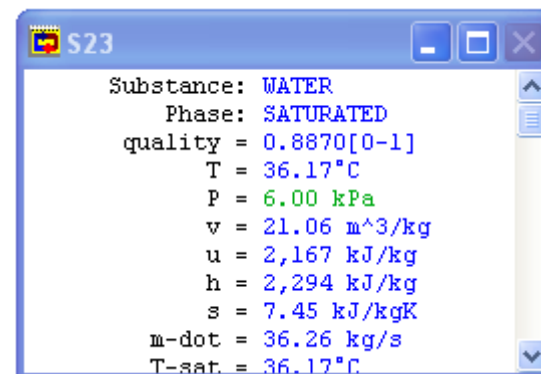 S23
Substance: WATER
Phase: SATURATED
quality = 0.8870[0-1]
T = 36.17°C
P = 6.00 kPa
v = 21.06 m^3/kg
u = 2,167 kJ/kg
h = 2,294 kJ/kg
s = 7.45 kJ/kgK
m-dot = 36.26 kg/s
T-sat = 36.17°C